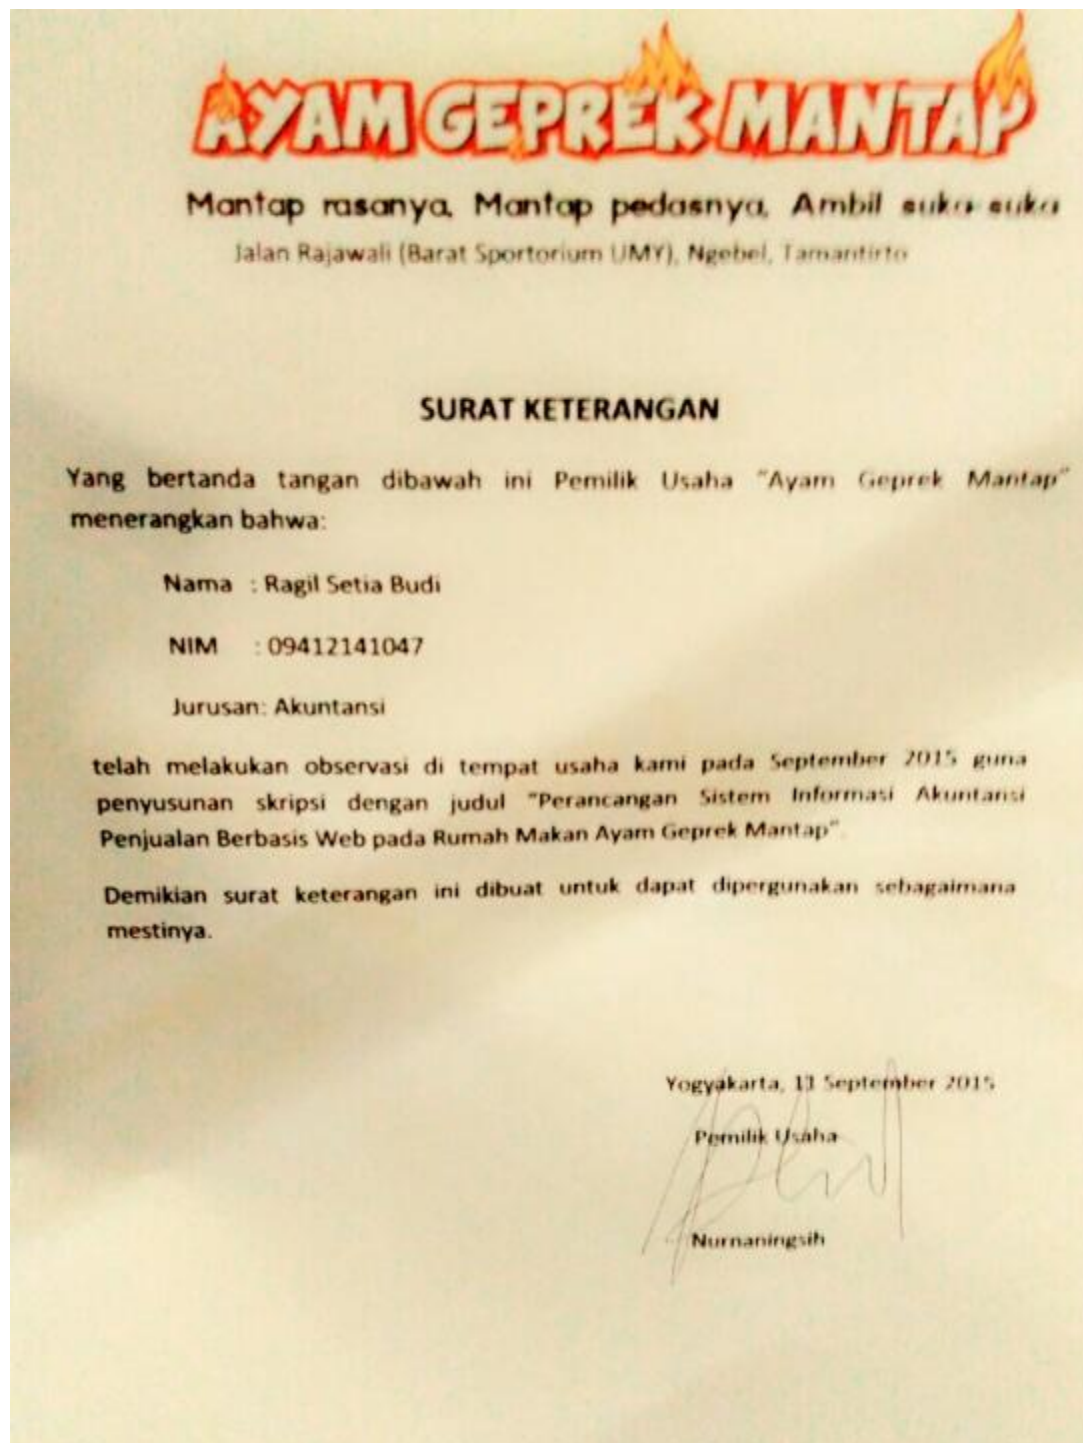 AYAM GEPREK MANTAP
Mantap rasanya, Mantap pedasnya, Ambil suka suka
Jalan Rajawali (Barat Sportorium UMY), Ngebel, Tamantirto
SURAT KETERANGAN
Yang bertanda tangan dibawah ini Pemilik Usaha "Ayam Geprek Mantap"
menerangkan bahwa:
Nama : Ragil Setia Budi
NIM : 09412141047
Jurusan: Akuntansi
telah melakukan observasi di tempat usaha kami pada September 2015 guna
penyusunan skripsi dengan judul "Perancangan Sistem Informasi Akuntansi
Penjualan Berbasis Web pada Rumah Makan Ayam Geprek Mantap"
Demikian surat keterangan ini dibuat untuk dapat dipergunakan sebagaimana
mestinya.
Yogyakarta, 11 September 2015
Pemilik Usaha
Nurnaningsih